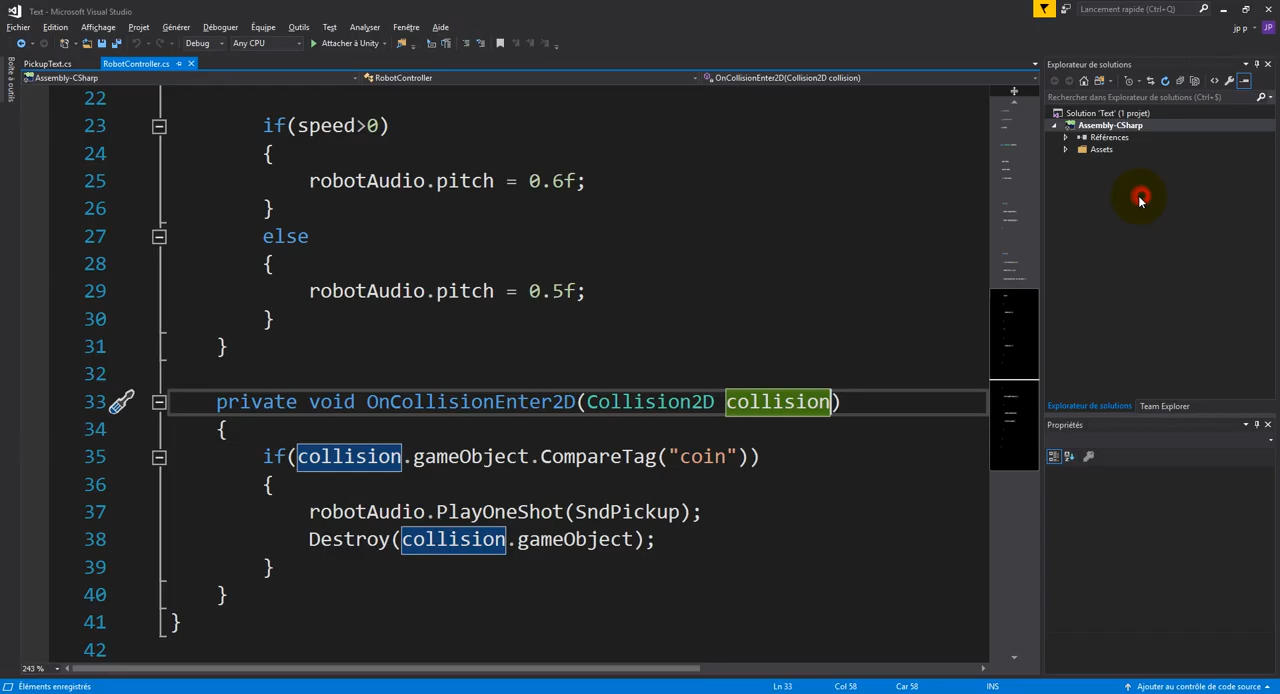 Text - Microsoft Visual Studio
Lancement rapide (Ctrl+Q)
Fichier Edition Affichage Projet Générer Déboguer Équipe Outils Test Analyser Fenêtre Aide
jp p JP
Debug Any CPU Attacher à Unity
Boîte à outils
PickupText.cs RobotController.cs
Assembly-CSharp RobotController OnCollisionEnter2D(Collision2D collision)
22
23 if(speed>0)
24 {
25 robotAudio.pitch = 0.6f;
26 }
27 else
28 {
29 robotAudio.pitch = 0.5f;
30 }
31 }
32
33 private void OnCollisionEnter2D(Collision2D collision)
34 {
35 if(collision.gameObject.CompareTag("coin"))
36 {
37 robotAudio.PlayOneShot(SndPickup);
38 Destroy(collision.gameObject);
39 }
40 }
41 }
42
243 %
Explorateur de solutions
Rechercher dans Explorateur de solutions (Ctrl+$)
Solution 'Text' (1 projet)
Assembly-CSharp
Références
Assets
Explorateur de solutions Team Explorer
Propriétés
Éléments enregistrés Ln 33 Col 58 Car 58 INS Ajouter au contrôle de code source